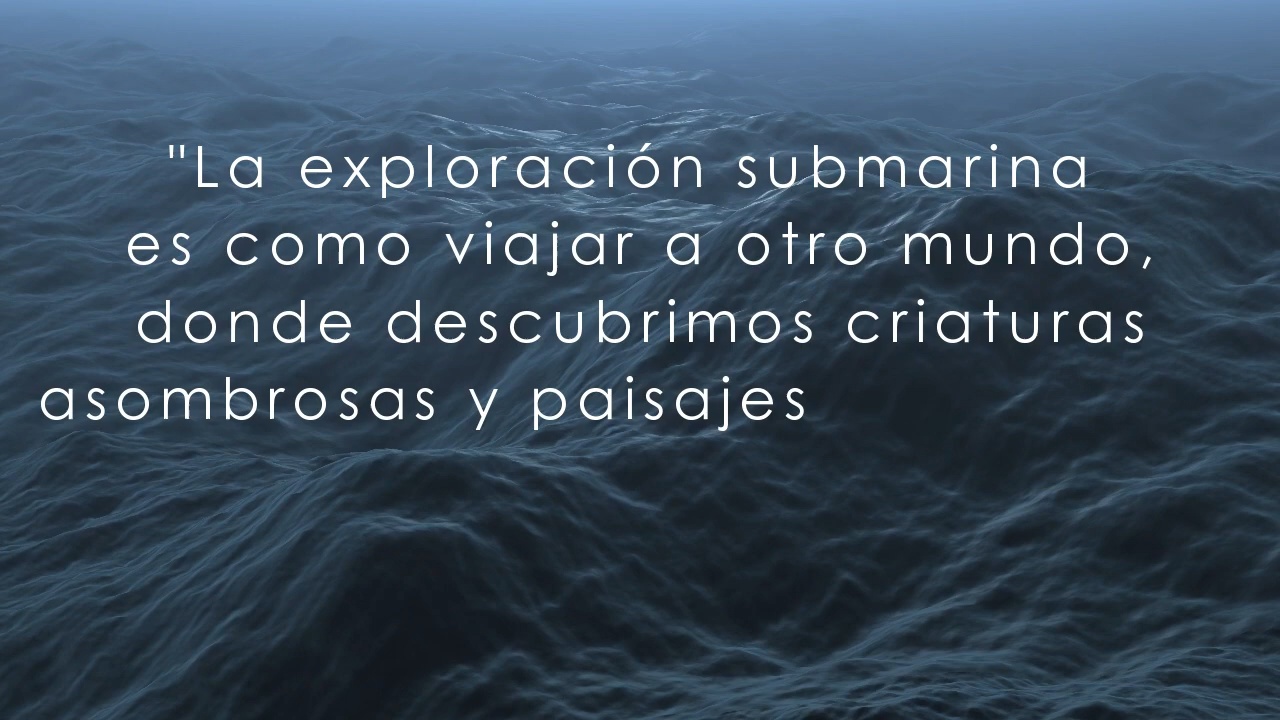 "La exploración submarina
es como viajar a otro mundo,
donde descubrimos criaturas
asombrosas y paisajes